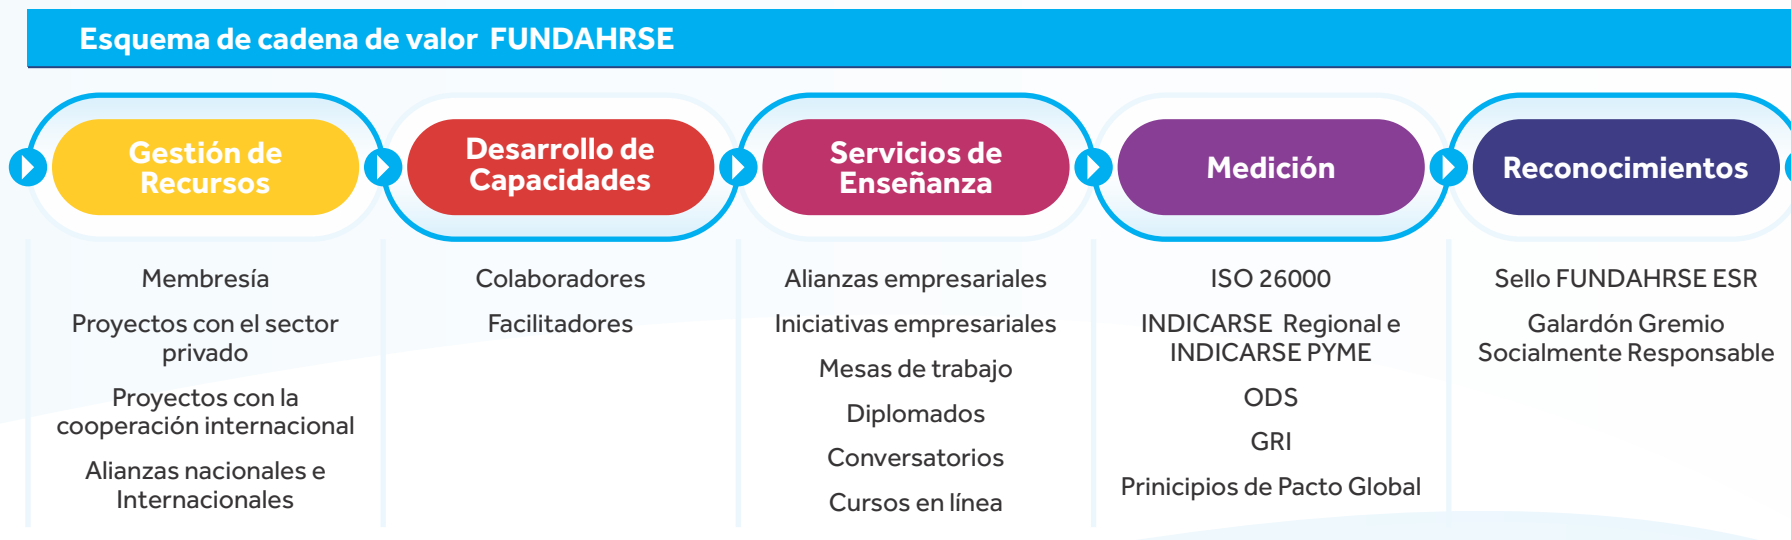 Esquema de cadena de valor FUNDAHRSE
Gestión de
Recursos
Membresía
Proyectos con el sector
privado
Proyectos con la
cooperación internacional
Alianzas nacionales e
Internacionales
Desarrollo de
Capacidades
Colaboradores
Facilitadores
Servicios de
Enseñanza
Alianzas empresariales
Iniciativas empresariales
Mesas de trabajo
Diplomados
Conversatorios
Cursos en línea
Medición
ISO 26000
INDICARSE Regional e
INDICARSE PYME
ODS
GRI
Prinicipios de Pacto Global
Reconocimientos
Sello FUNDAHRSE ESR
Galardón Gremio
Socialmente Responsable